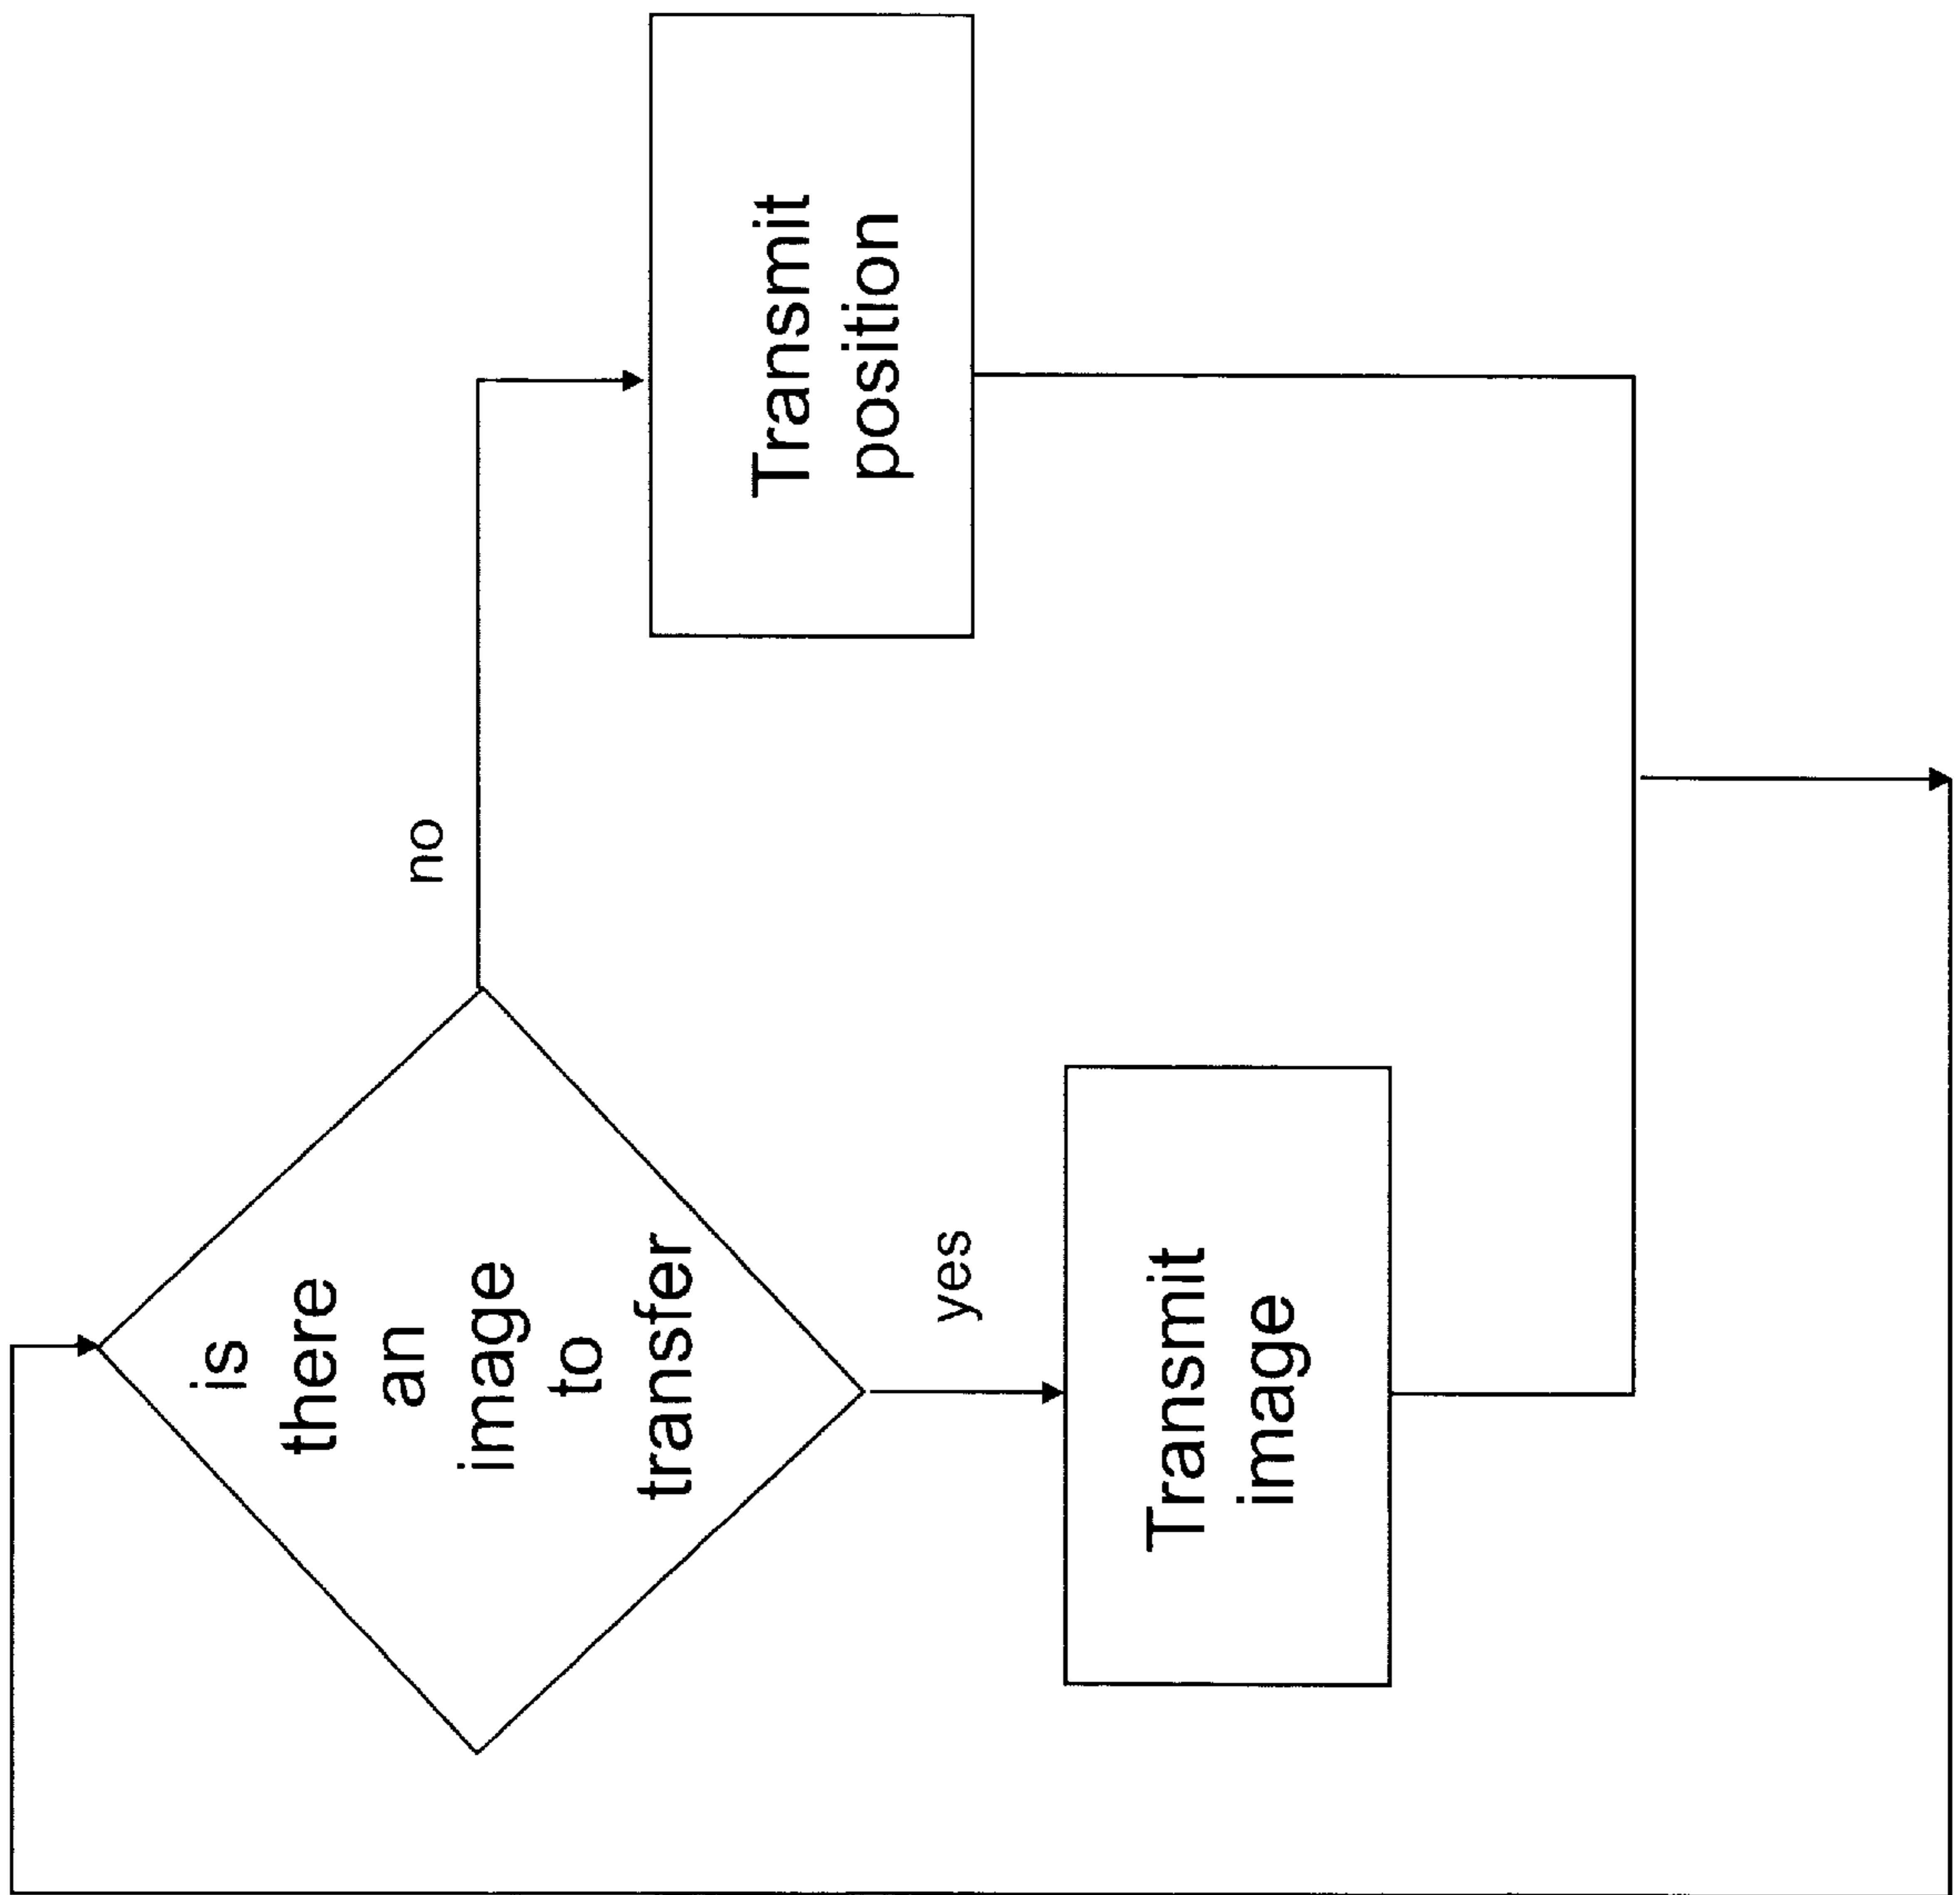 is
there
an
image
to
transfer
no
yes
Transmit
position
Transmit
image